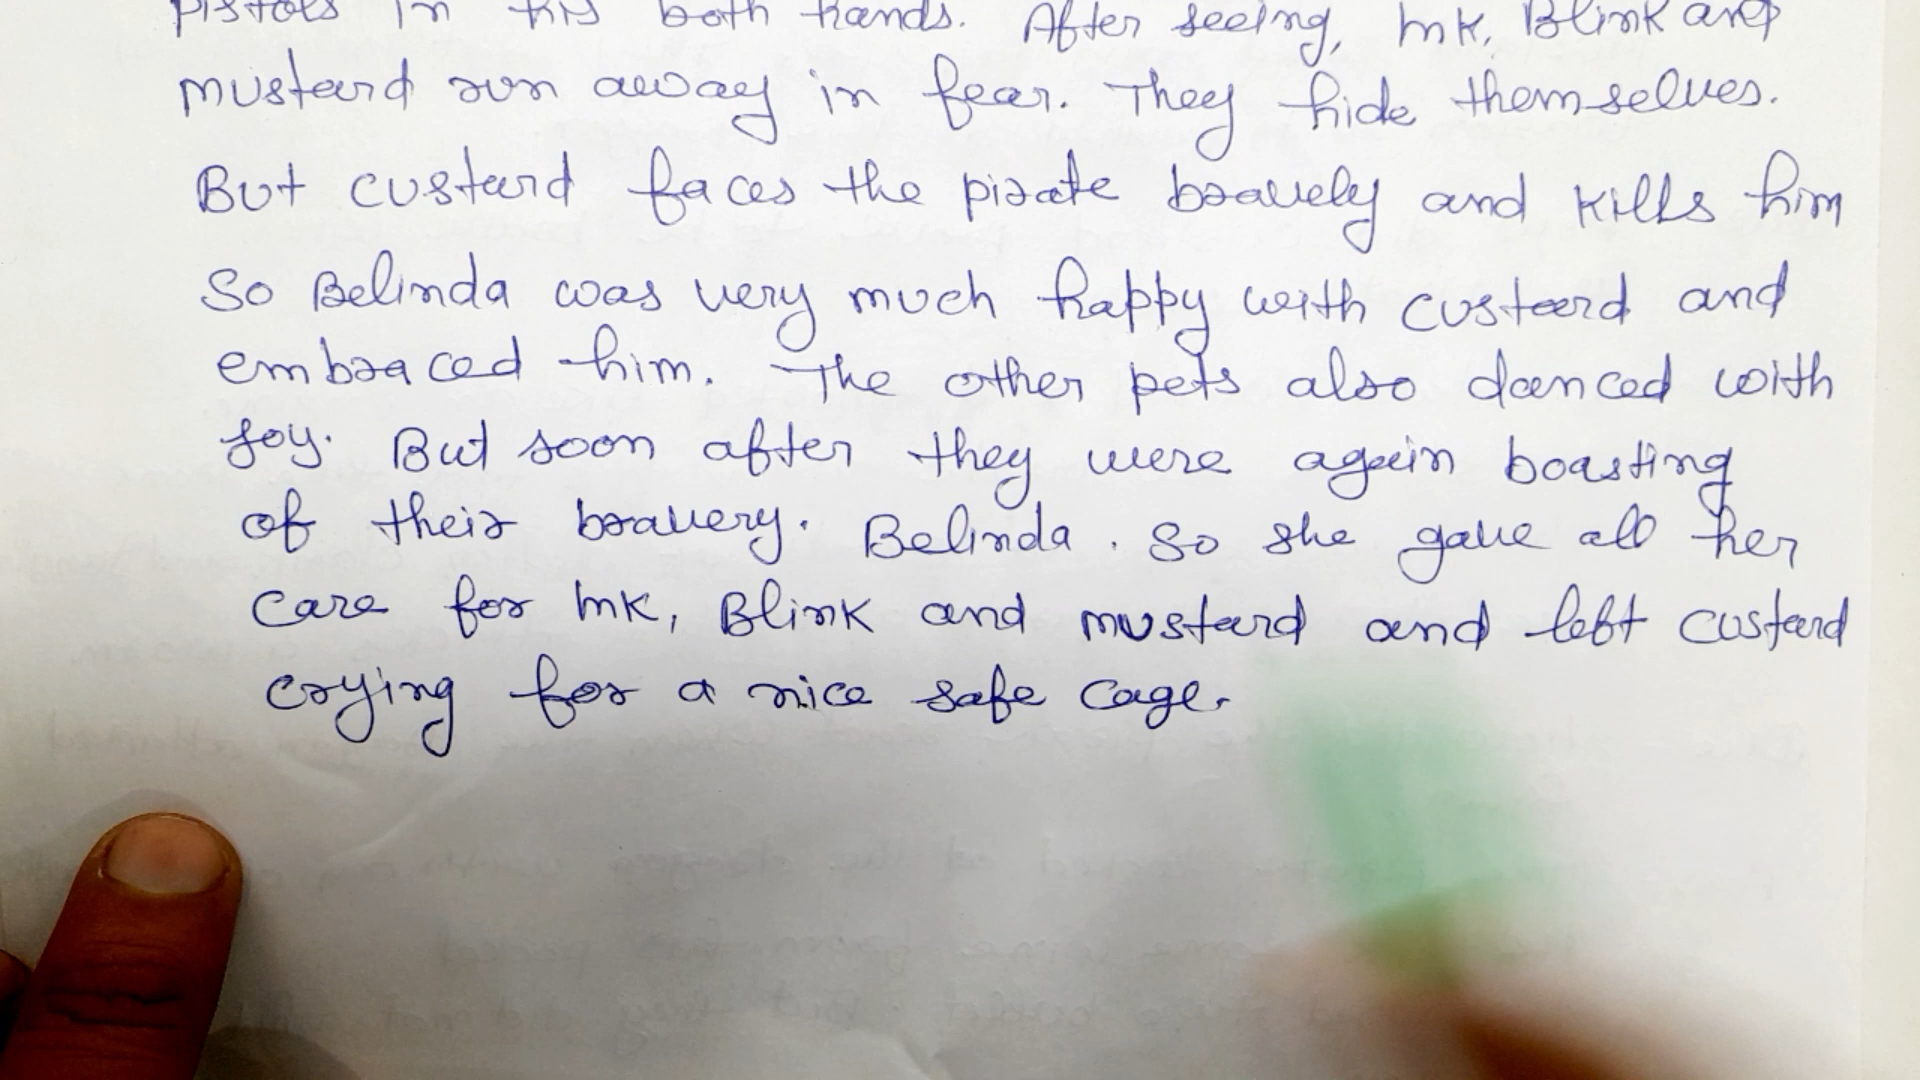 pistols in his both hands. After seeing, Ink, Blink and
mustard run away in fear. They hide themselves.
But custard faces the pirate bravely and kills him
So Belinda was very much happy with custard and
embraced him. The other pets also danced with
joy. But soon after they were again boasting
of their bravery. Belinda. So she gave all her
care for Ink, Blink and mustard and left custard
crying for a nice safe cage.